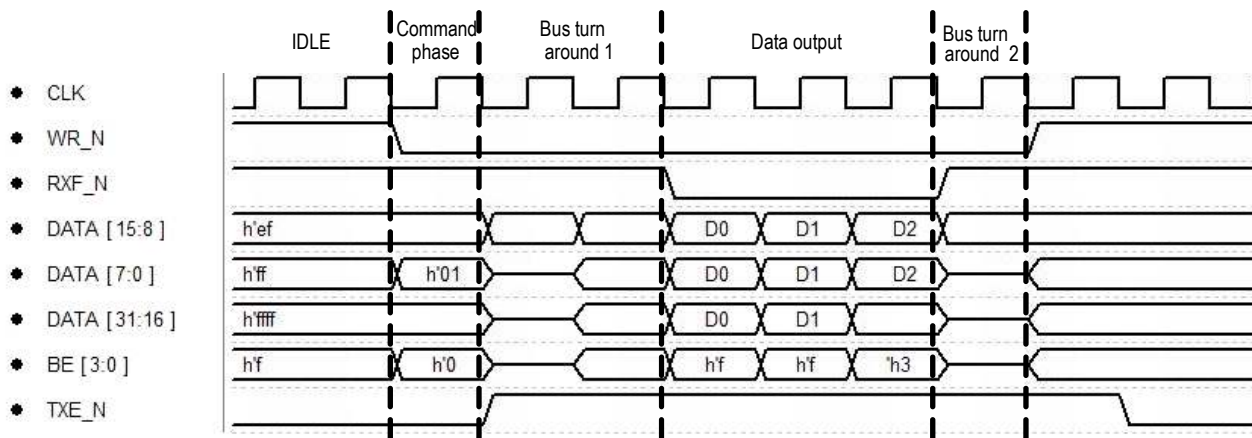 IDLE
Command
phase
Bus turn
around 1
Data output
Bus turn
around 2
CLK
WR_N
RXF_N
DATA [ 15:8 ] h'ef D0 D1 D2
DATA [7:0] h'ff h'01 D0 D1 D2
DATA [ 31:16 ] h'ffff D0 D1
BE [ 3:0 ] h'f h'0 h'f h'f 'h3
TXE_N